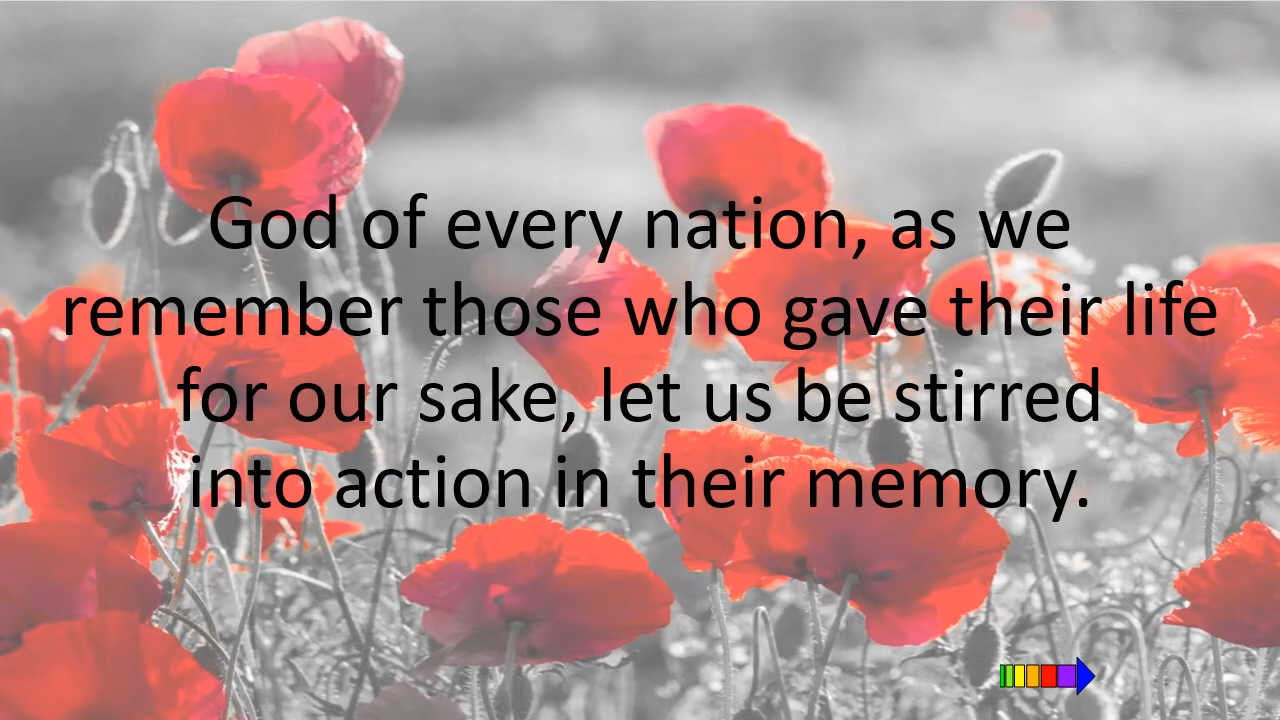 God of every nation, as we
remember those who gave their life
for our sake, let us be stirred
into action in their memory.